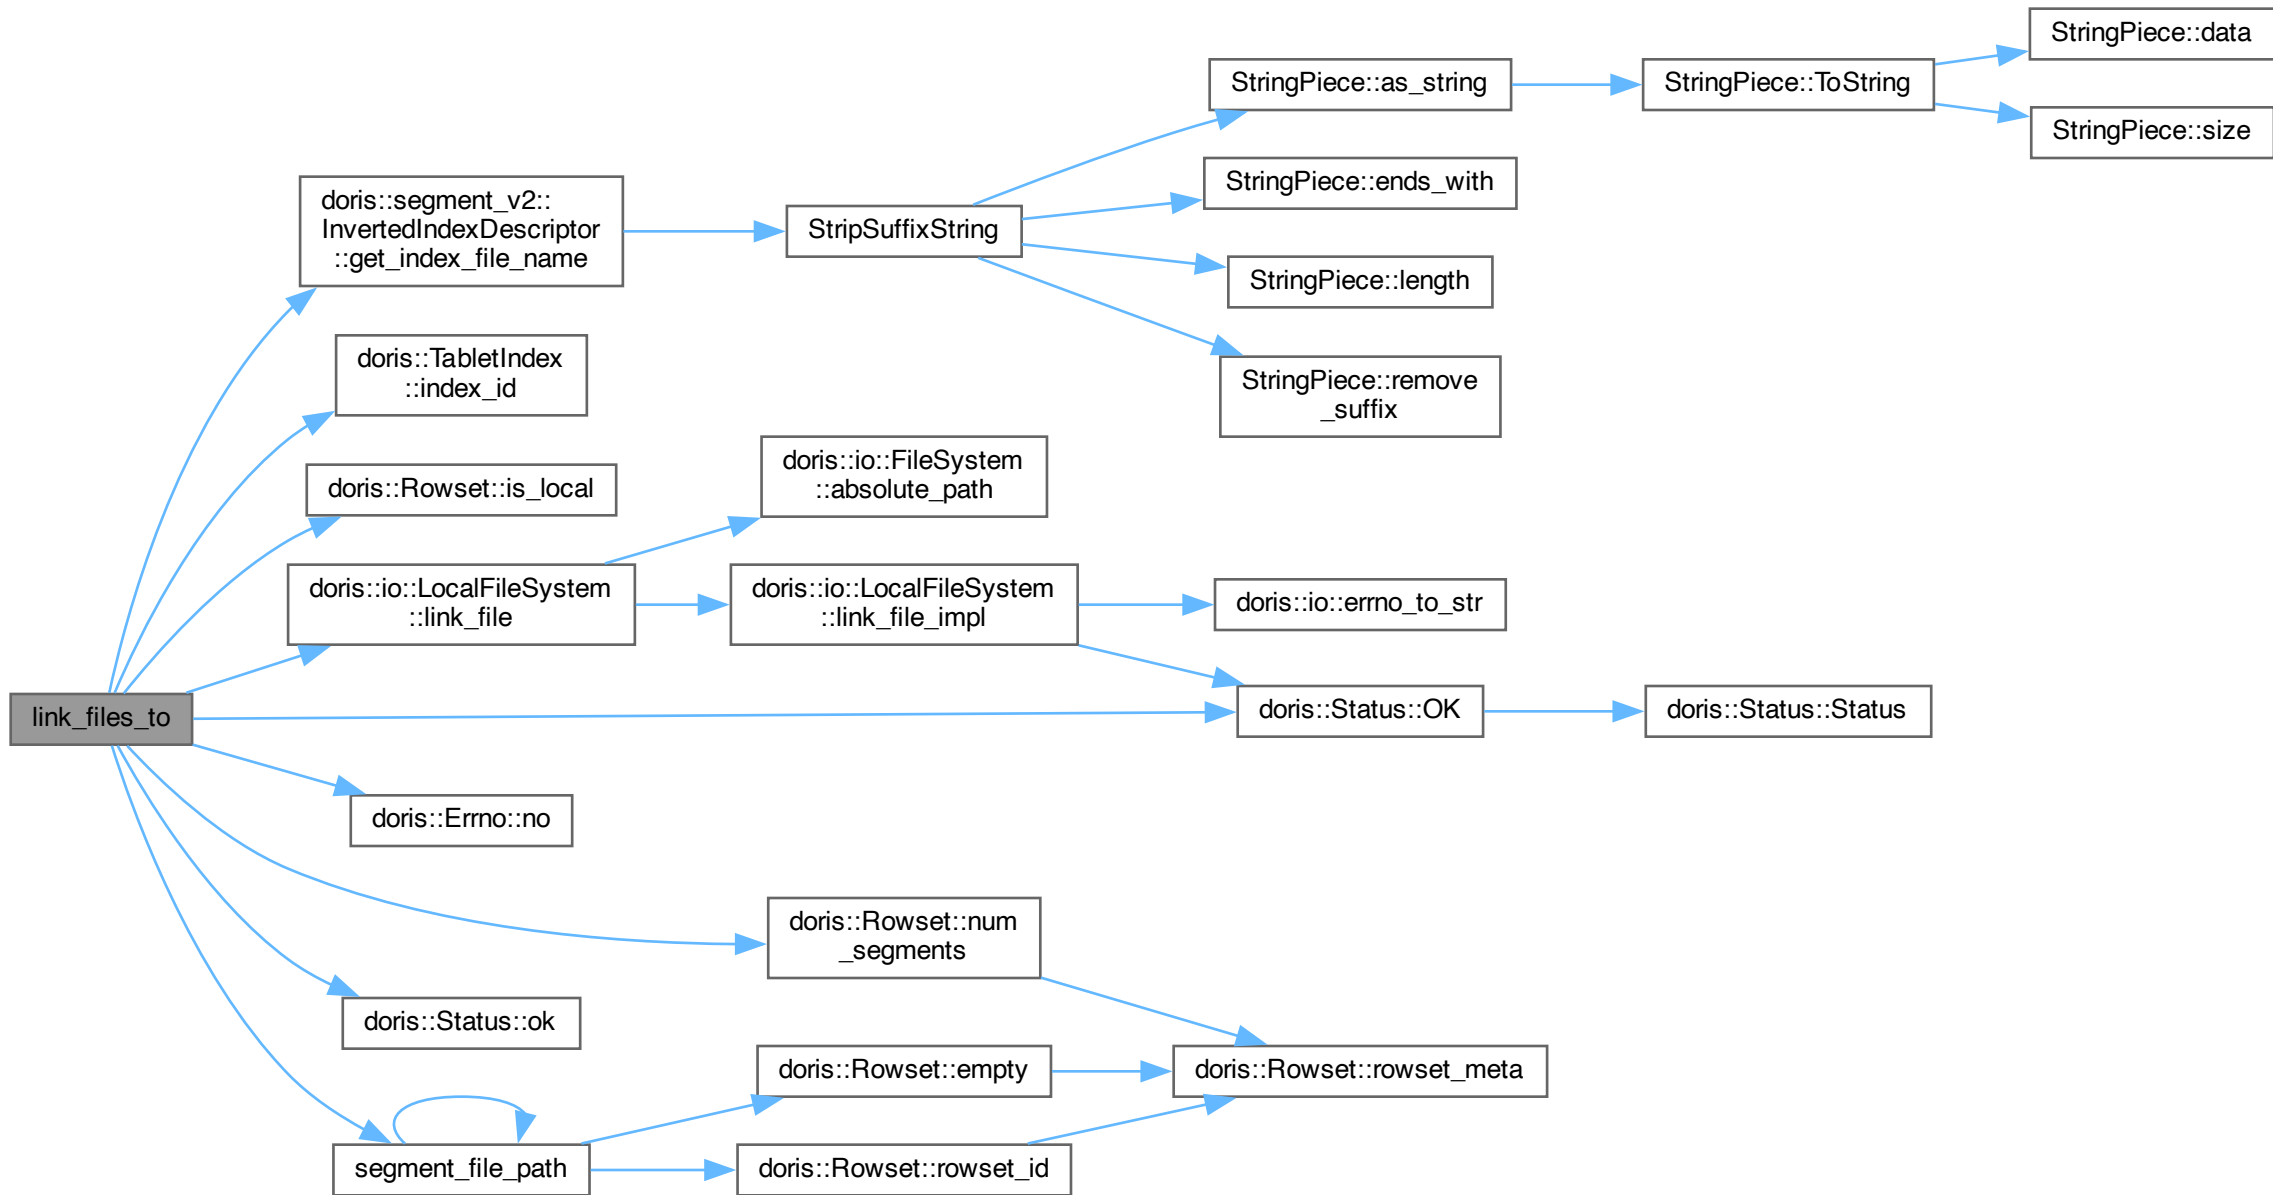 StringPiece::data
StringPiece::as_string
StringPiece::ToString
StringPiece::size
StringPiece::ends_with
doris::segment_v2::
InvertedIndexDescriptor
::get_index_file_name
StripSuffixString
StringPiece::length
doris::TabletIndex
::index_id
StringPiece::remove
_suffix
doris::Rowset::is_local
doris::io::FileSystem
::absolute_path
doris::io::LocalFileSystem
::link_file
doris::io::LocalFileSystem
::link_file_impl
doris::io::errno_to_str
link_files_to
doris::Status::OK
doris::Status::Status
doris::Errno::no
doris::Rowset::num
_segments
doris::Status::ok
doris::Rowset::empty
doris::Rowset::rowset_meta
segment_file_path
doris::Rowset::rowset_id